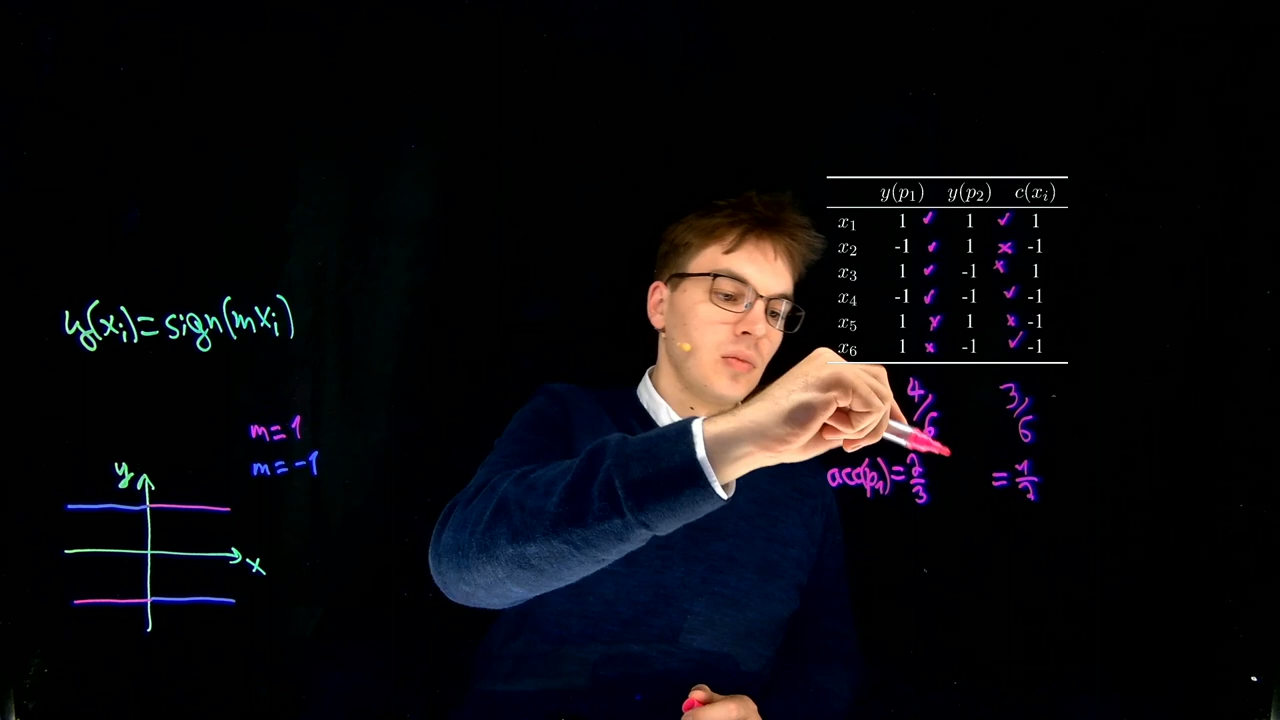 y(xᵢ) = sign(mxᵢ)
m = 1
m = -1
y
x
y(p₁) y(p₂) c(xᵢ)
x₁ 1 ✓ 1 ✓ 1
x₂ -1 ✓ 1 × -1
x₃ 1 ✓ -1 × 1
x₄ -1 ✓ -1 ✓ -1
x₅ 1 × 1 × -1
x₆ 1 × -1 ✓ -1
4/6 3/6
acc(p₁) = 2/3 = 1/2